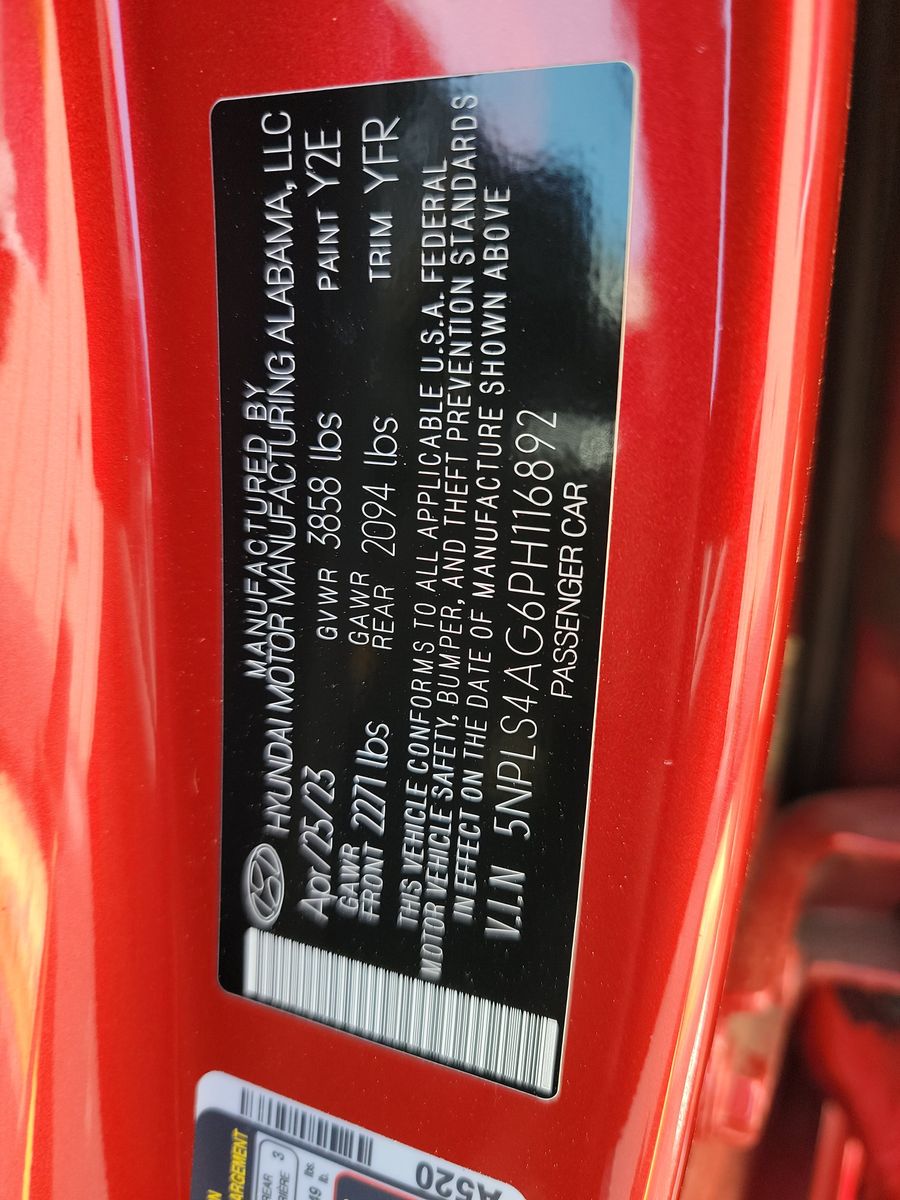 MANUFACTURED BY
HYUNDAI MOTOR MANUFACTURING ALABAMA, LLC
Apr/25/23 GVWR 3858 lbs PAINT Y2E
GAWR FRONT 2271 lbs GAWR REAR 2094 lbs TRIM YFR
THIS VEHICLE CONFORMS TO ALL APPLICABLE U.S.A. FEDERAL
MOTOR VEHICLE SAFETY, BUMPER, AND THEFT PREVENTION STANDARDS
IN EFFECT ON THE DATE OF MANUFACTURE SHOWN ABOVE
V.I.N 5NPLS4AG6PH116892
PASSENGER CAR
A520
REAR 3